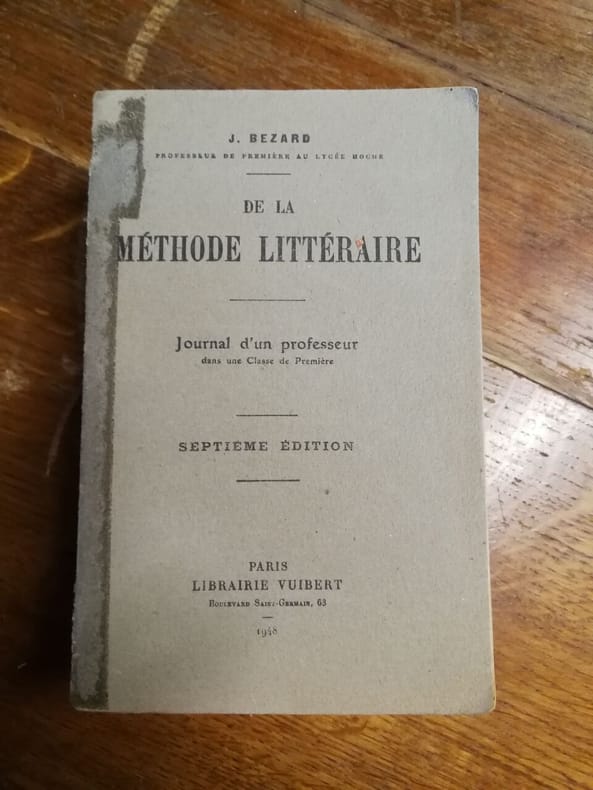 J. BEZARD
PROFESSEUR DE PREMIÈRE AU LYCÉE HOCHE
DE LA
MÉTHODE LITTÉRAIRE
Journal d'un professeur
dans une Classe de Première
SEPTIÈME ÉDITION
PARIS
LIBRAIRIE VUIBERT
BOULEVARD SAINT-GERMAIN, 63
1948